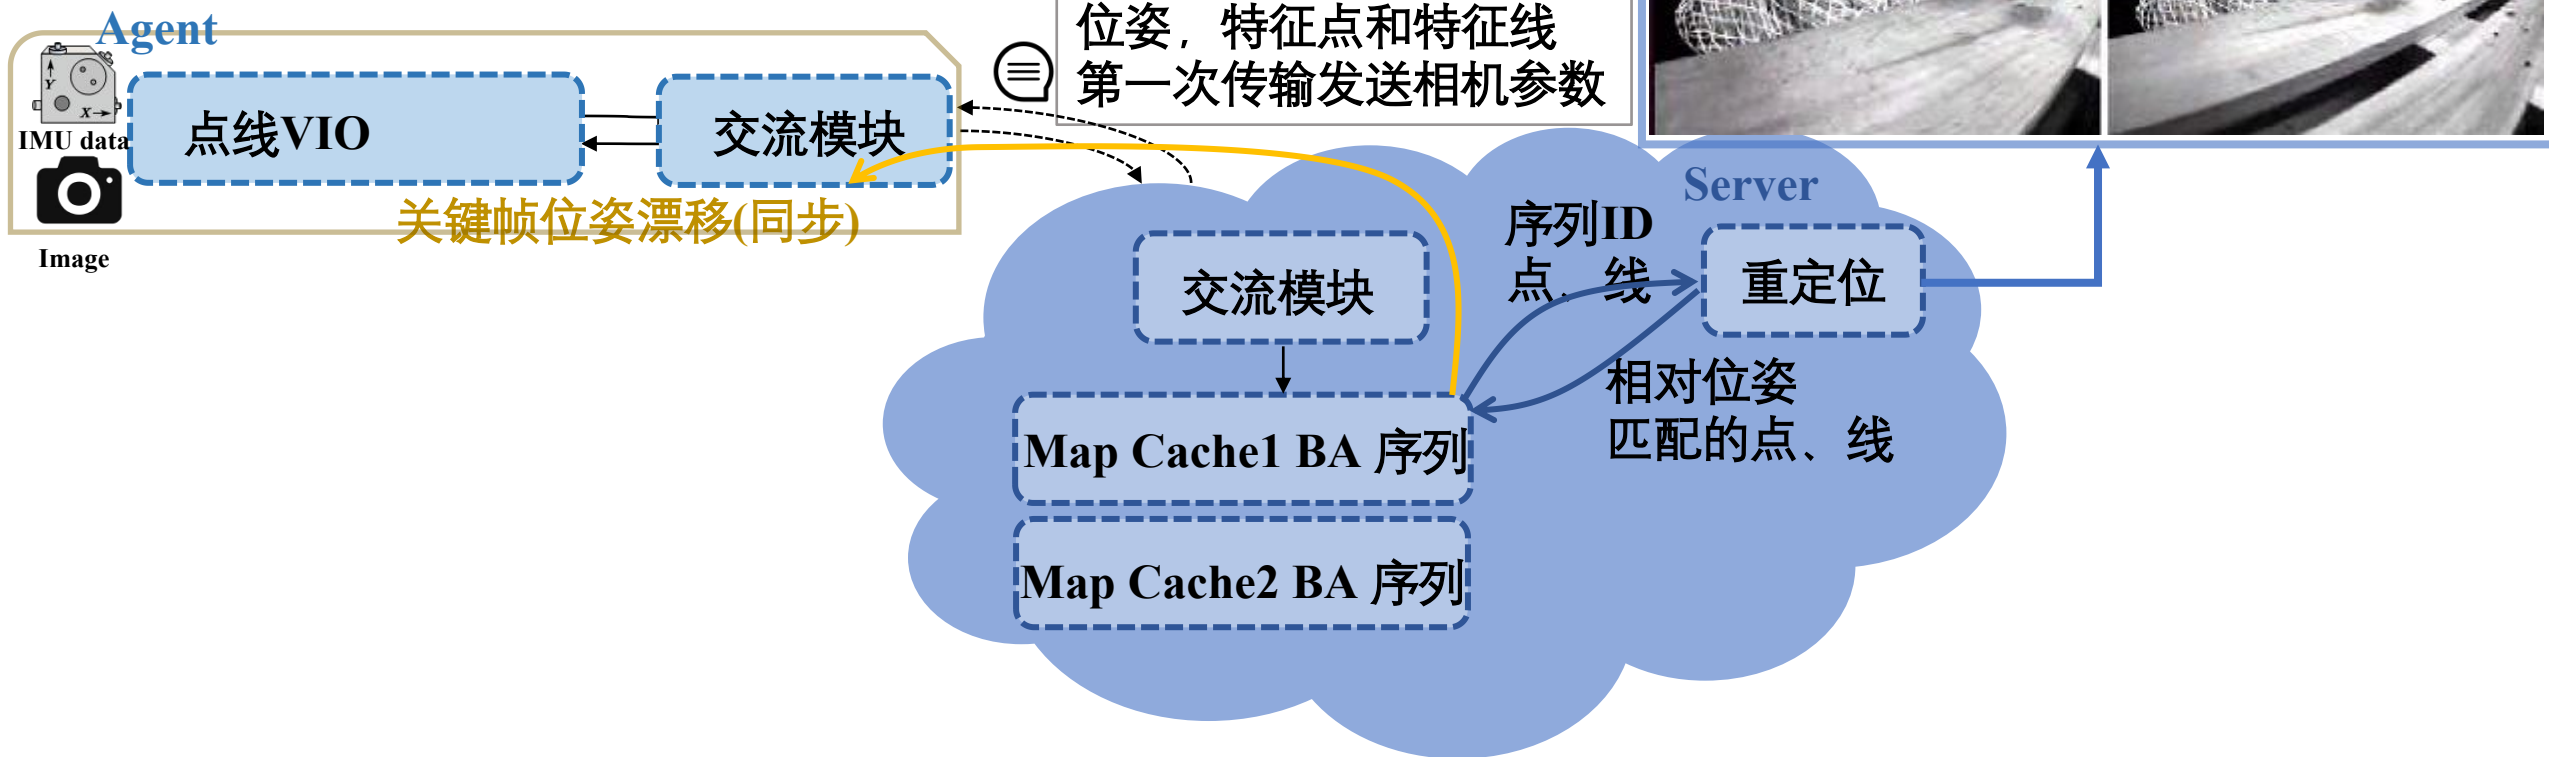 Agent
位姿，特征点和特征线
第一次传输发送相机参数
Y
X
IMU data
点线VIO
交流模块
Image
关键帧位姿漂移(同步)
Server
序列ID
点、线
交流模块
重定位
相对位姿
匹配的点、线
Map Cache1 BA 序列
Map Cache2 BA 序列